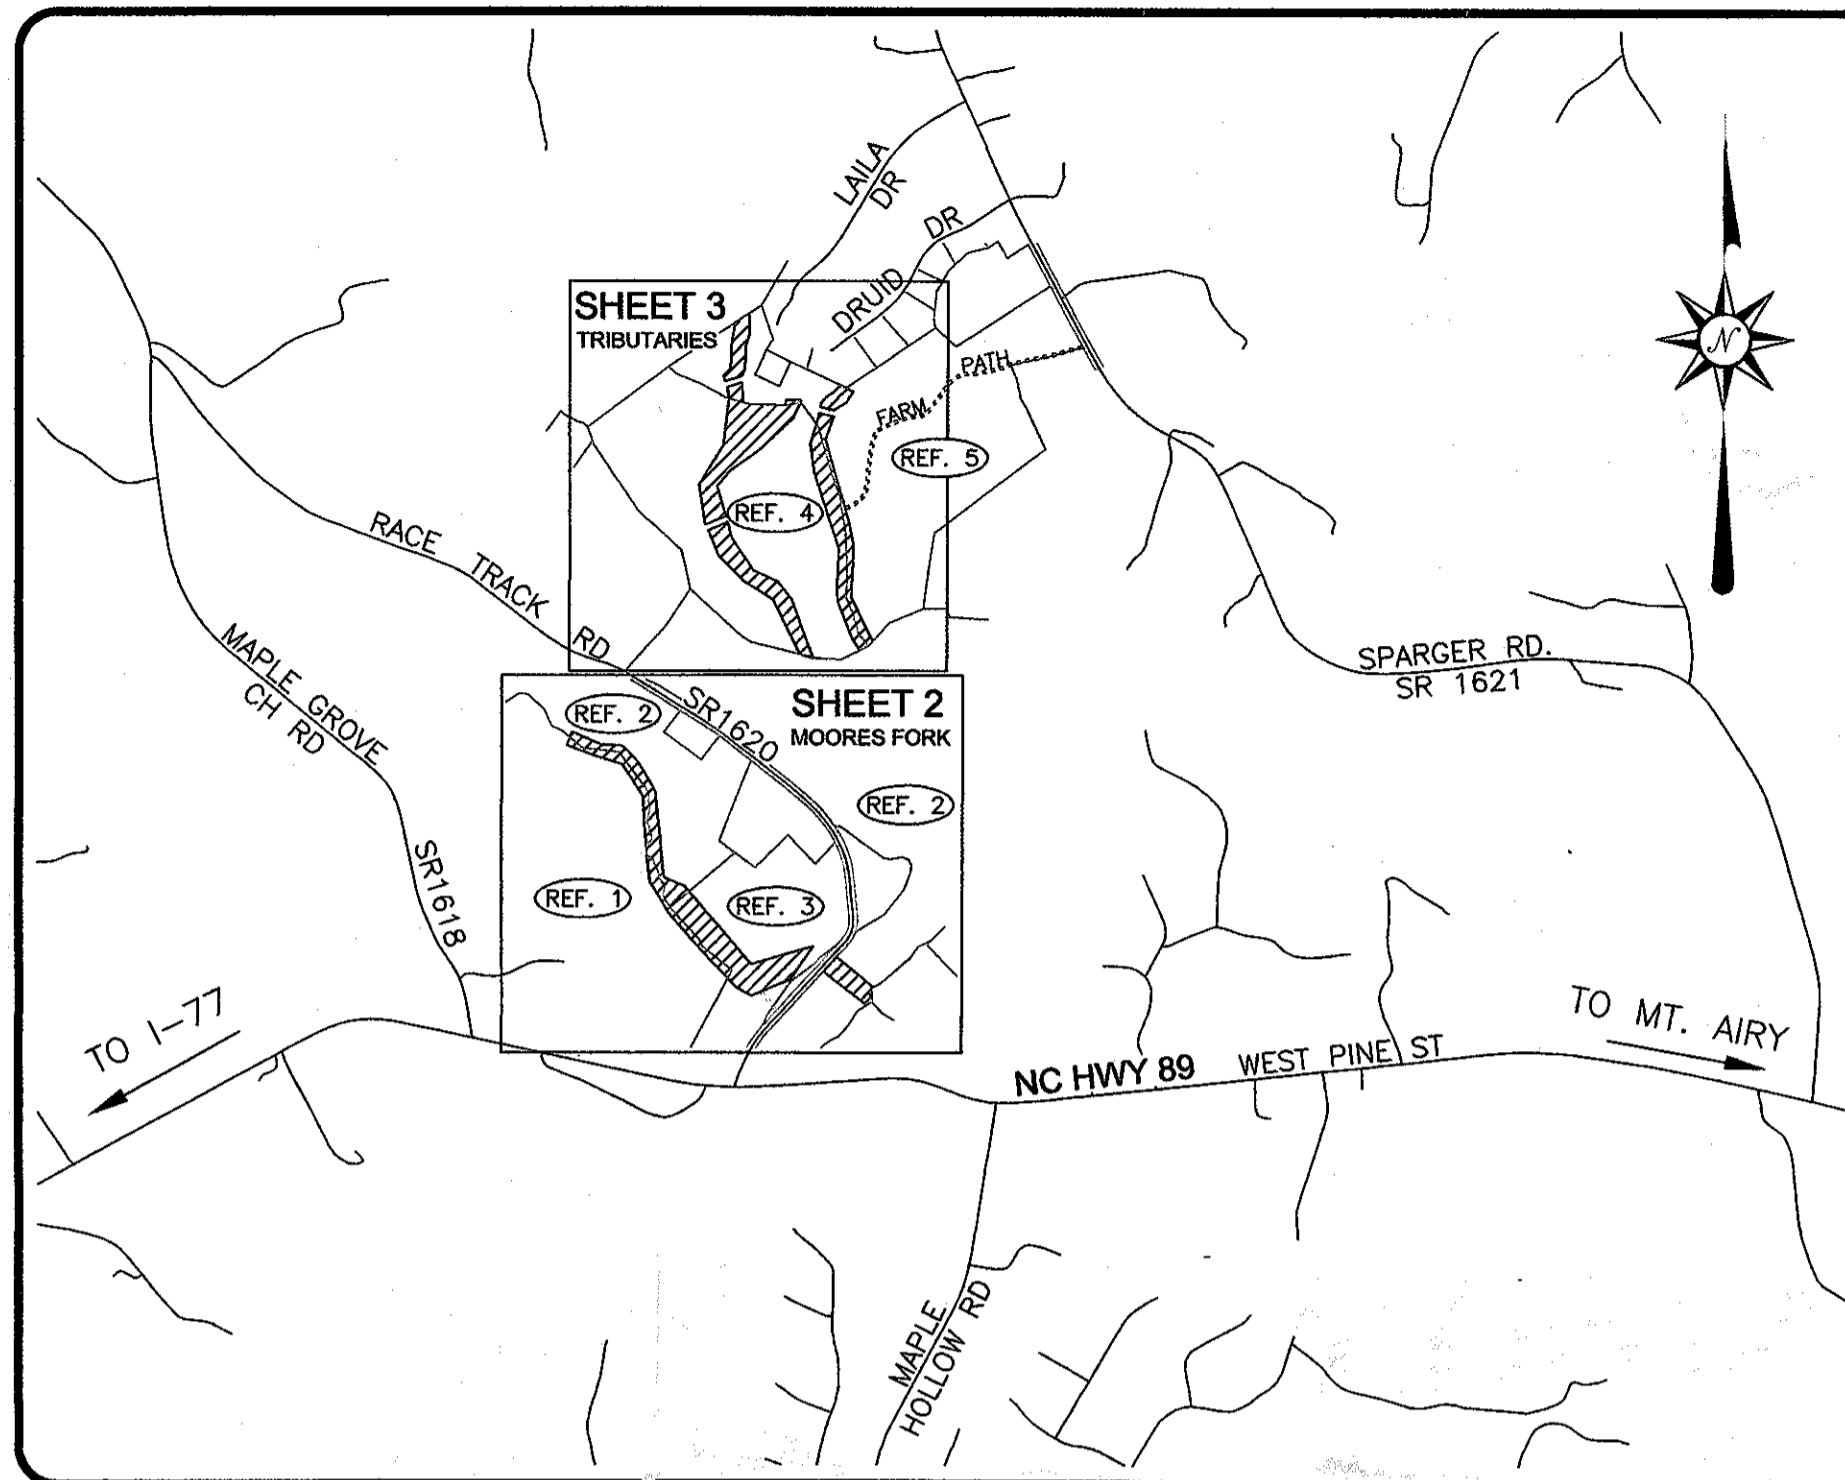 LAILA
DR
DRUID DR
SHEET 3
TRIBUTARIES
PATH
FARM
REF. 5
REF. 4
N
RACE TRACK RD
MAPLE GROVE
CH RD
SPARGER RD.
SR 1621
SR1620
SHEET 2
MOORES FORK
REF. 2
REF. 2
REF. 1
REF. 3
SR1618
TO I-77
TO MT. AIRY
NC HWY 89
WEST PINE ST
MAPLE
HOLLOW RD